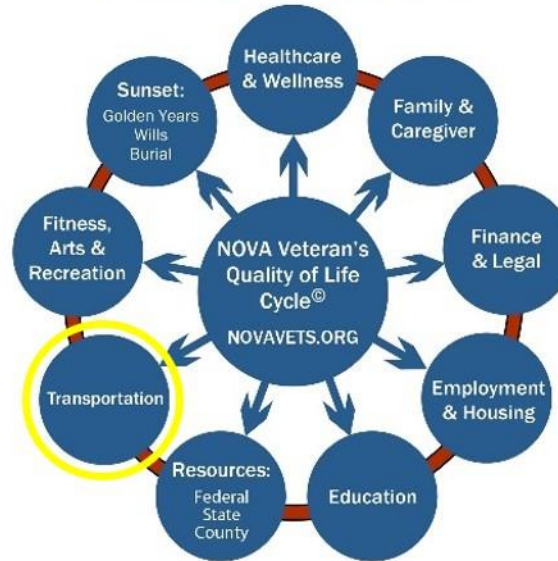 Healthcare
& Wellness
Family &
Caregiver
Finance
& Legal
Employment
& Housing
Education
Resources:
Federal
State
County
Transportation
Fitness,
Arts &
Recreation
Sunset:
Golden Years
Wills
Burial
NOVA Veteran's
Quality of Life
Cycle©
NOVAVETS.ORG